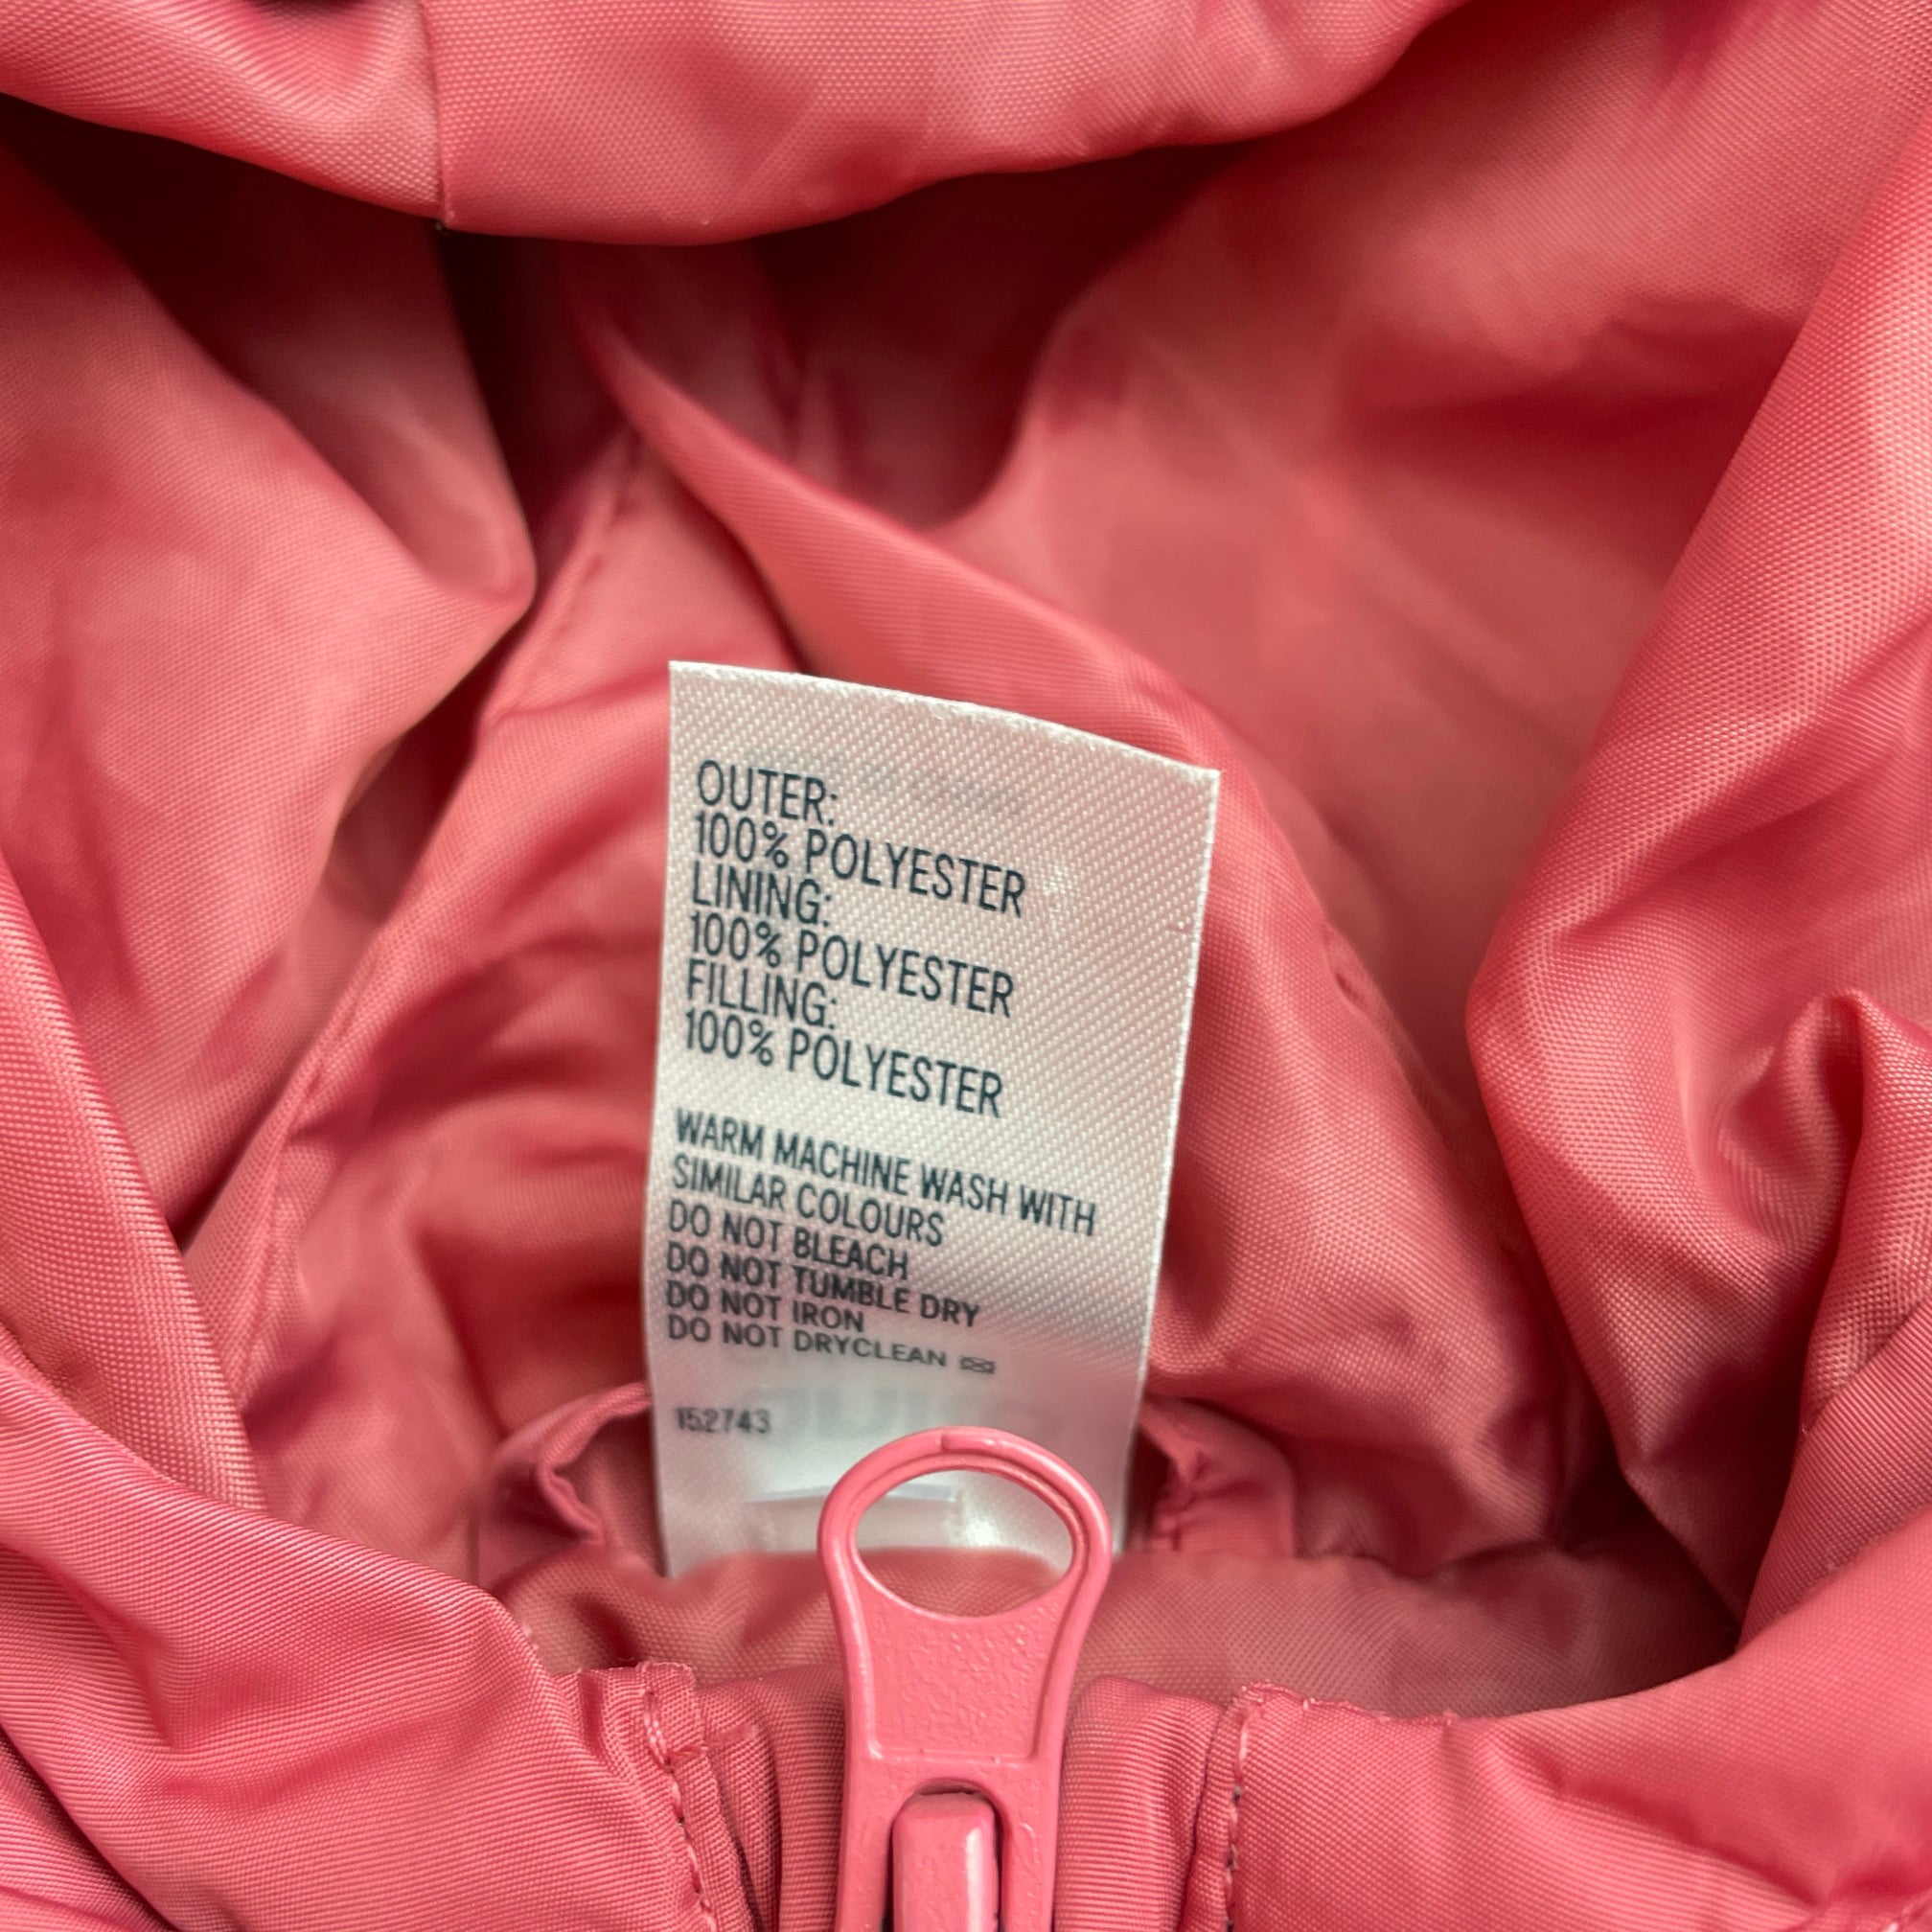 OUTER:
100% POLYESTER
LINING:
100% POLYESTER
FILLING:
100% POLYESTER
WARM MACHINE WASH WITH
SIMILAR COLOURS
DO NOT BLEACH
DO NOT TUMBLE DRY
DO NOT IRON
DO NOT DRYCLEAN
152743